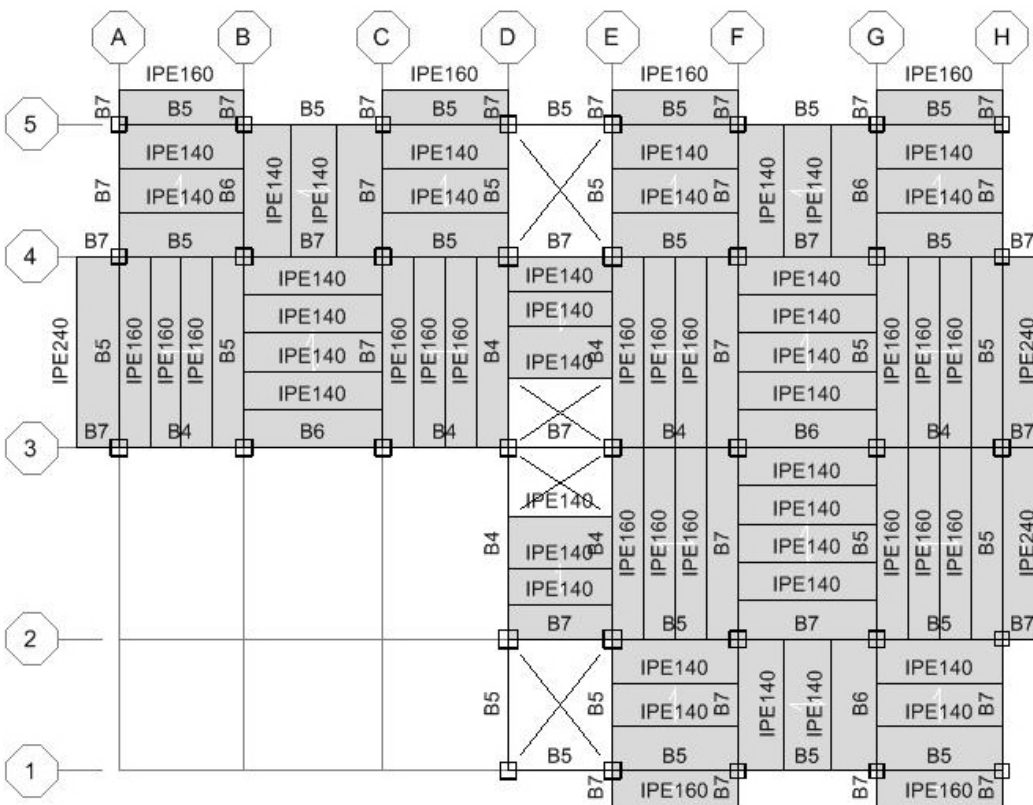 A B C D E F G H
IPE160 IPE160 IPE160 IPE160
B7 B5 B7 B5 B7 B5 B5 B7 B5 B7 B5 B7 B5 B7
5
IPE140 IPE140 IPE140 IPE140
B7 IPE140 B6 IPE140 IPE140 B7 IPE140 B5 B5 IPE140 B7 IPE140 IPE140 B6 IPE140 B7
B7 B5 B7 B5 B7 B5 B7 B5 B7
4
IPE140 IPE140 IPE140
IPE140 IPE140 IPE140
IPE240 B5 IPE160 IPE160 IPE160 B5 IPE140 B7 IPE160 IPE160 IPE160 B4 IPE140 B4 IPE160 IPE160 IPE160 B7 IPE140 B5 IPE160 IPE160 IPE160 B5 IPE240
IPE140 IPE140
B7 B4 B6 B4 B7 B4 B6 B4 B7
3
IPE140 IPE140
IPE140
B4 IPE140 B4 IPE160 IPE160 IPE160 B7 IPE140 B5 IPE160 IPE160 IPE160 B5 IPE240
IPE140 IPE140
IPE140
B7 B5 B7 B5 B7
2
IPE140 IPE140
B5 B5 IPE140 B7 IPE140 IPE140 B6 IPE140 B7
B5 B5 B5 B5
1
B7 IPE160 B7 B7 IPE160 B7